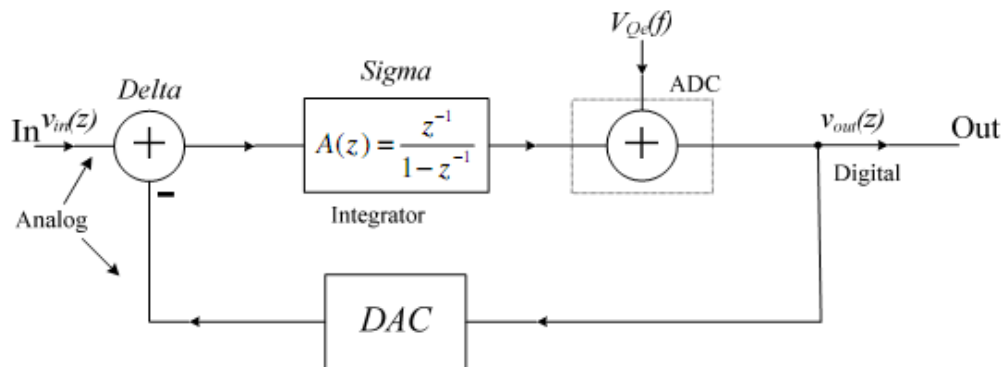 V_Qe(f)
Sigma
ADC
Delta
In v_in(z)
+
A(z) = z^-1 / 1 - z^-1
+
v_out(z)
Out
-
Digital
Integrator
Analog
DAC